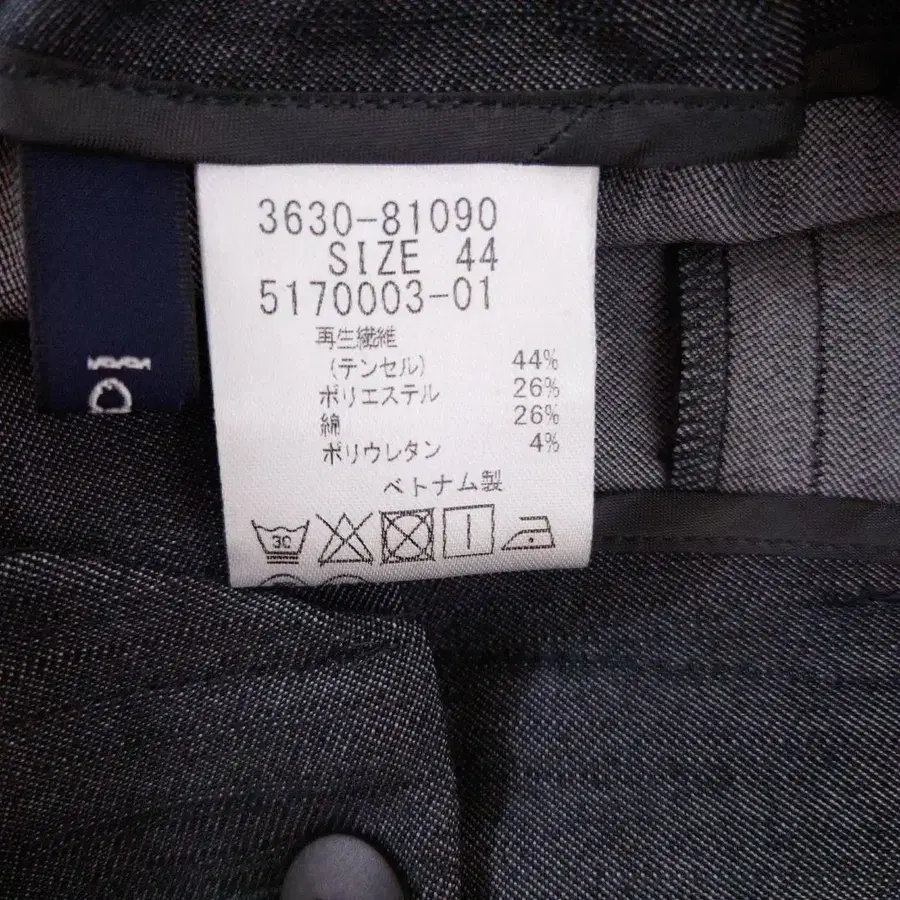 3630-81090
SIZE 44
5170003-01
再生繊維
(テンセル) 44%
ポリエステル 26%
綿 26%
ポリウレタン 4%
ベトナム製
30